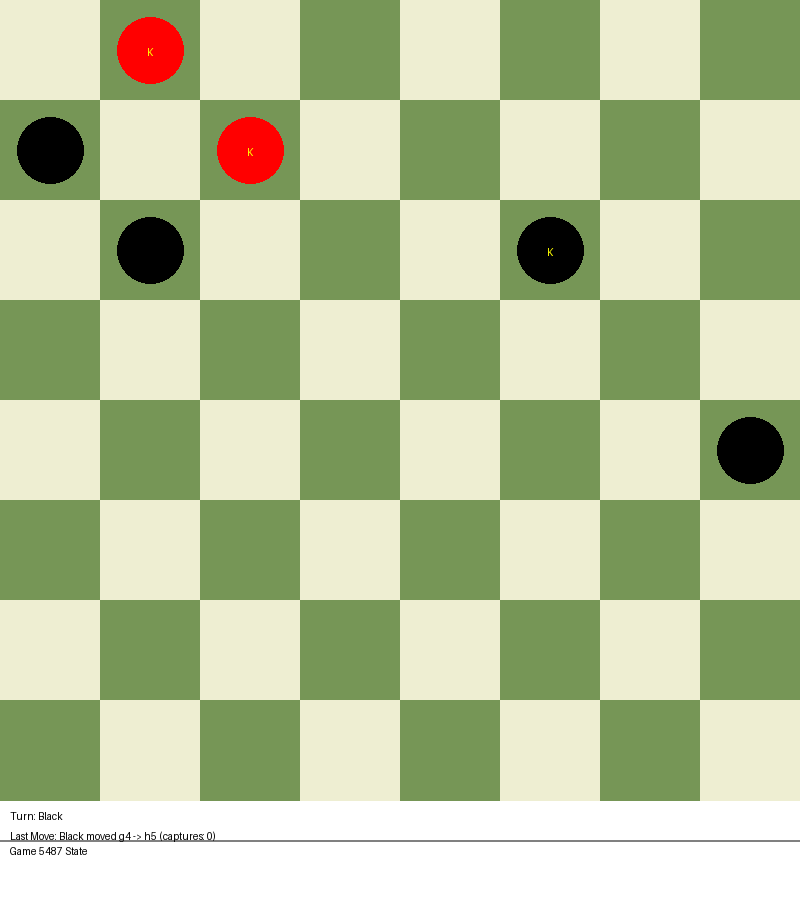 K
K
K
Turn: Black
Last Move: Black moved g4 -> h5 (captures: 0)
Game 5487 State